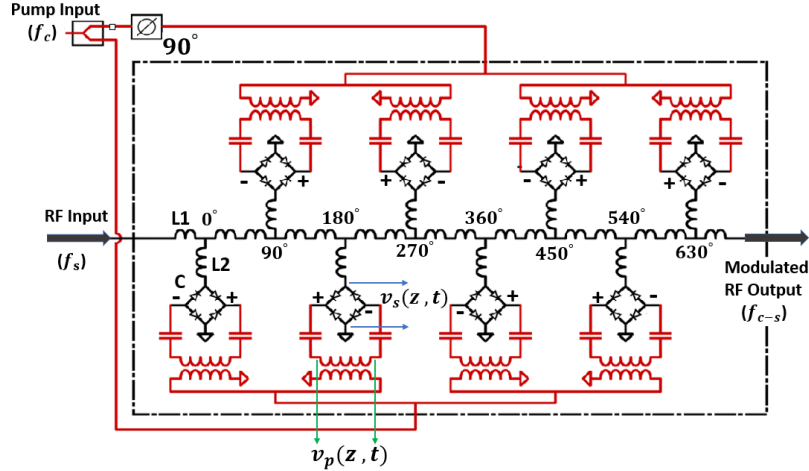 Pump Input
(f_c)
90°
RF Input
(f_s)
L1 0° 180° 360° 540°
90° 270° 450° 630°
L2
C
- + + - - + + -
- + + - - + + -
v_s(z,t)
v_p(z,t)
Modulated
RF Output
(f_{c-s})